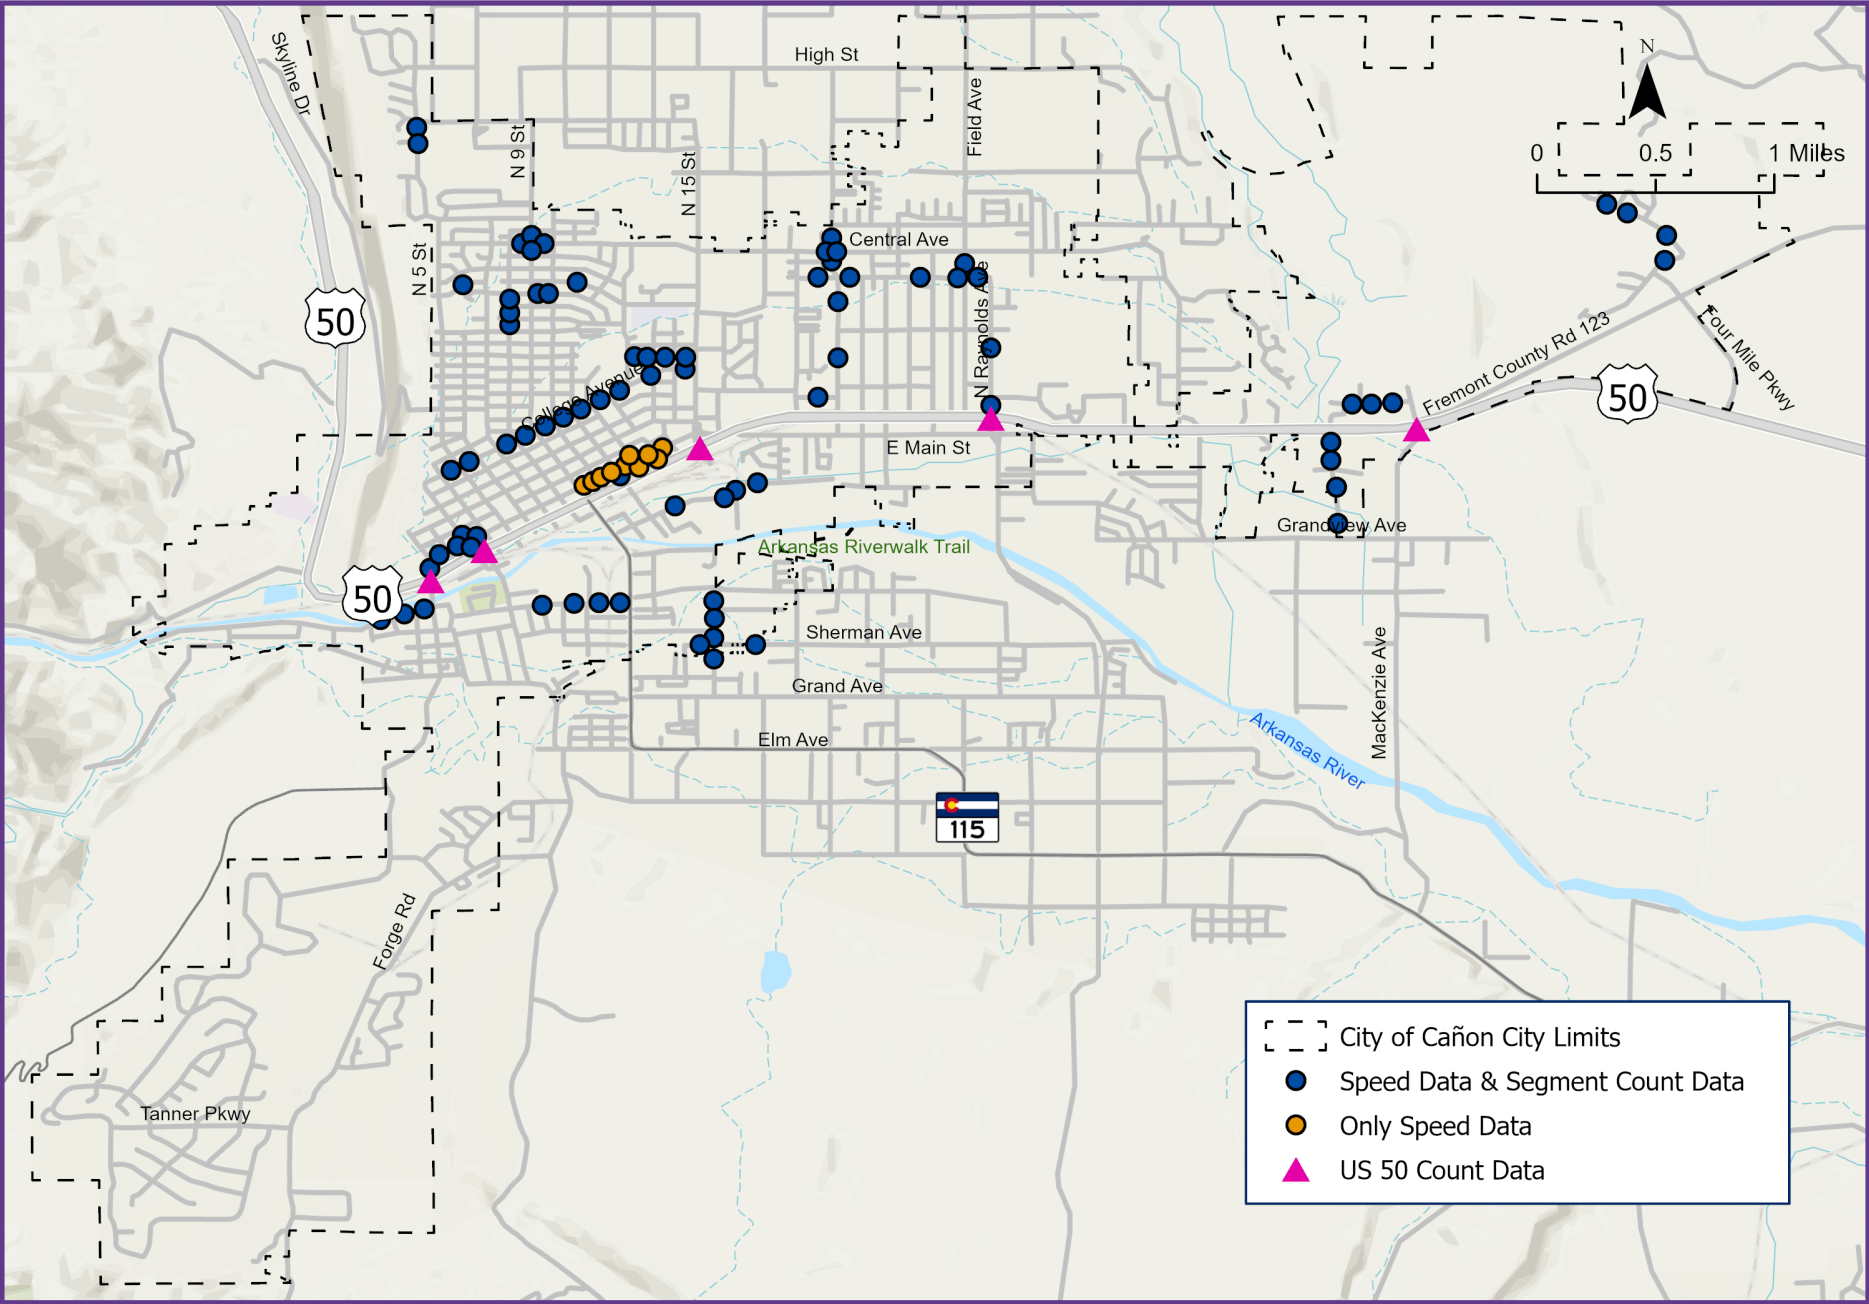 High St
Skyline Dr
Field Ave
N
N 9 St
N 15 St
0 0.5 1 Miles
N 5 St
Central Ave
50
N Raynolds Ave
Fremont County Rd 123
Four Mile Pkwy
College Avenue
50
E Main St
Grandview Ave
Arkansas Riverwalk Trail
50
Sherman Ave
MacKenzie Ave
Grand Ave
Elm Ave
Arkansas River
115
Forge Rd
Tanner Pkwy
City of Cañon City Limits
Speed Data & Segment Count Data
Only Speed Data
US 50 Count Data